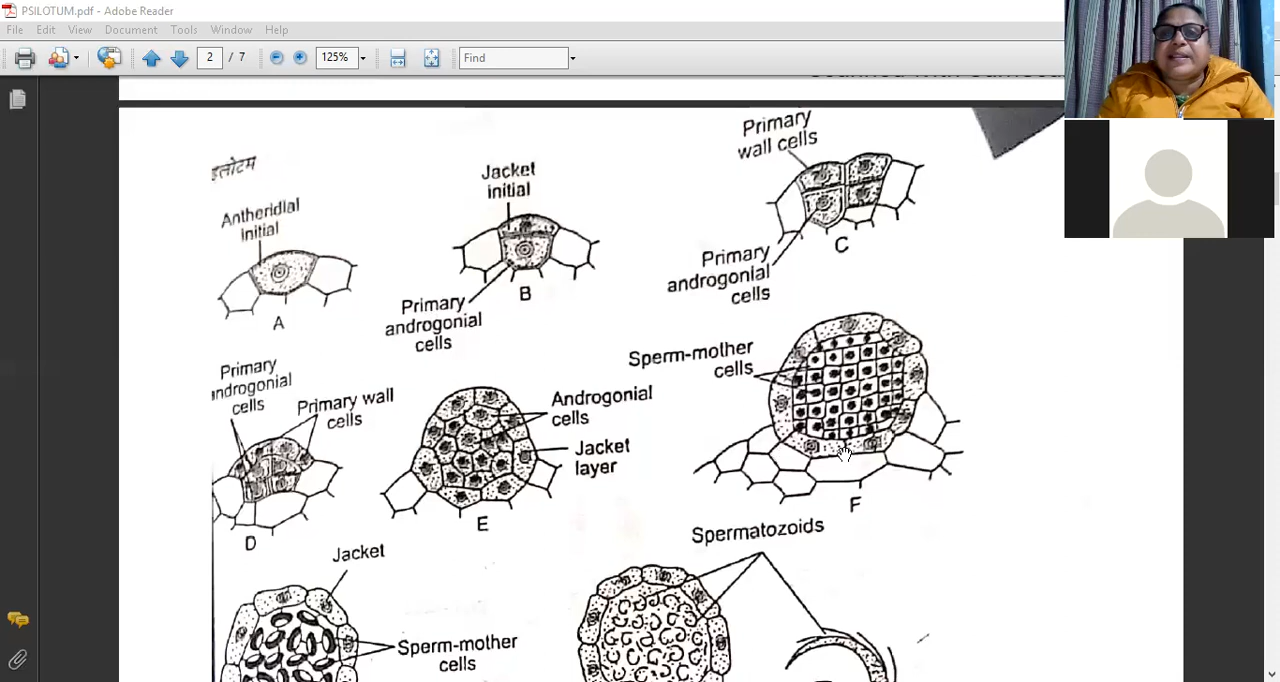 PSILOTUM.pdf - Adobe Reader
File Edit View Document Tools Window Help
2 / 7 125% Find
इलोटम
Antheridial
initial
A
Jacket
initial
Primary
androgonial
cells
B
Primary
wall cells
Primary
androgonial
cells
C
Primary
androgonial
cells
Primary wall
cells
D
Androgonial
cells
Jacket
layer
E
Sperm-mother
cells
F
Jacket
Sperm-mother
cells
Spermatozoids